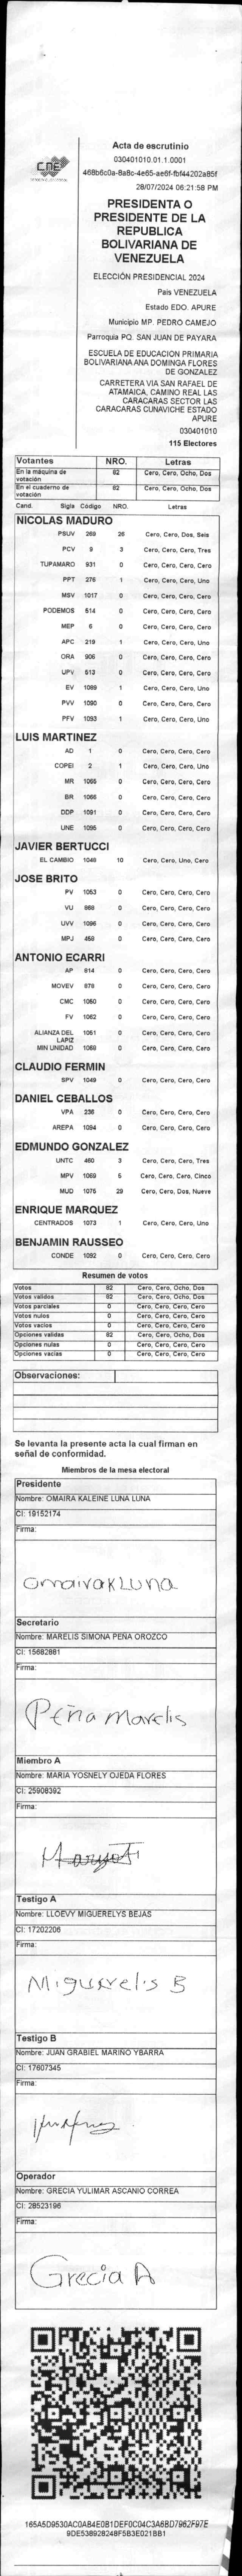 CNE
Acta de escrutinio
030401010.01.1.0001
468b6c0a-8a8c-4e65-ae6f-fbf44202a85f
28/07/2024 06:21:58 PM
PRESIDENTA O
PRESIDENTE DE LA
REPUBLICA
BOLIVARIANA DE
VENEZUELA
ELECCIÓN PRESIDENCIAL 2024
País VENEZUELA
Estado EDO. APURE
Municipio MP. PEDRO CAMEJO
Parroquia PQ. SAN JUAN DE PAYARA
ESCUELA DE EDUCACION PRIMARIA
BOLIVARIANA ANA DOMINGA FLORES
DE GONZALEZ
CARRETERA VIA SAN RAFAEL DE
ATAMAICA, CAMINO REAL LAS
CARACARAS SECTOR LAS
CARACARAS CUNAVICHE ESTADO
APURE
030401010
115 Electores
Votantes NRO. Letras
En la máquina de votación 82 Cero, Cero, Ocho, Dos
En el cuaderno de votación 82 Cero, Cero, Ocho, Dos
Cand. Sigla Código NRO. Letras
NICOLAS MADURO
PSUV 269 26 Cero, Cero, Dos, Seis
PCV 9 3 Cero, Cero, Cero, Tres
TUPAMARO 931 0 Cero, Cero, Cero, Cero
PPT 276 1 Cero, Cero, Cero, Uno
MSV 1017 0 Cero, Cero, Cero, Cero
PODEMOS 514 0 Cero, Cero, Cero, Cero
MEP 6 0 Cero, Cero, Cero, Cero
APC 219 1 Cero, Cero, Cero, Uno
ORA 906 0 Cero, Cero, Cero, Cero
UPV 513 0 Cero, Cero, Cero, Cero
EV 1089 1 Cero, Cero, Cero, Uno
PVV 1090 0 Cero, Cero, Cero, Cero
PFV 1093 1 Cero, Cero, Cero, Uno
LUIS MARTINEZ
AD 1 0 Cero, Cero, Cero, Cero
COPEI 2 1 Cero, Cero, Cero, Uno
MR 1066 0 Cero, Cero, Cero, Cero
BR 0 Cero, Cero, Cero, Cero
DDP 1091 0 Cero, Cero, Cero, Cero
UNE 1095 0 Cero, Cero, Cero, Cero
JAVIER BERTUCCI
EL CAMBIO 1048 10 Cero, Cero, Uno, Cero
JOSE BRITO
PV 1053 0 Cero, Cero, Cero, Cero
VU 868 0 Cero, Cero, Cero, Cero
UVV 1096 0 Cero, Cero, Cero, Cero
MPJ 458 0 Cero, Cero, Cero, Cero
ANTONIO ECARRI
AP 814 0 Cero, Cero, Cero, Cero
MOVEV 878 0 Cero, Cero, Cero, Cero
CMC 1060 0 Cero, Cero, Cero, Cero
FV 1062 0 Cero, Cero, Cero, Cero
ALIANZA DEL LAPIZ 1051 0 Cero, Cero, Cero, Cero
MIN UNIDAD 1068 0 Cero, Cero, Cero, Cero
CLAUDIO FERMIN
SPV 1049 0 Cero, Cero, Cero, Cero
DANIEL CEBALLOS
VPA 236 0 Cero, Cero, Cero, Cero
AREPA 1094 0 Cero, Cero, Cero, Cero
EDMUNDO GONZALEZ
UNTC 460 3 Cero, Cero, Cero, Tres
MPV 1069 5 Cero, Cero, Cero, Cinco
MUD 1075 29 Cero, Cero, Dos, Nueve
ENRIQUE MARQUEZ
CENTRADOS 1073 1 Cero, Cero, Cero, Uno
BENJAMIN RAUSSEO
CONDE 1092 0 Cero, Cero, Cero, Cero
Resumen de votos
Votos 82 Cero, Cero, Ocho, Dos
Votos validos 82 Cero, Cero, Ocho, Dos
Votos parciales 0 Cero, Cero, Cero, Cero
Votos nulos 0 Cero, Cero, Cero, Cero
Votos vacios 0 Cero, Cero, Cero, Cero
Opciones validas 82 Cero, Cero, Ocho, Dos
Opciones nulas 0 Cero, Cero, Cero, Cero
Opciones vacias 0 Cero, Cero, Cero, Cero
Observaciones:
Se levanta la presente acta la cual firman en
señal de conformidad.
Miembros de la mesa electoral
Presidente
Nombre: OMAIRA KALEINE LUNA LUNA
CI: 19152174
Firma:
Omaira K Luna
Secretario
Nombre: MARELIS SIMONA PEÑA OROZCO
CI: 15682881
Firma:
Peña Marelis
Miembro A
Nombre: MARIA YOSNELY OJEDA FLORES
CI: 25908392
Firma:
Testigo A
Nombre: LLOEVY MIGUERELYS BEJAS
CI: 17202206
Firma:
Miguerelis B
Testigo B
Nombre: JUAN GRABIEL MARIÑO YBARRA
CI: 17607345
Firma:
Operador
Nombre: GRECIA YULIMAR ASCANIO CORREA
CI: 28523196
Firma:
Grecia A
165A5D9530AC0AB4E0B1DEF0C04C3A6BD7962F97E
9DE538928248F5B3E021BB1